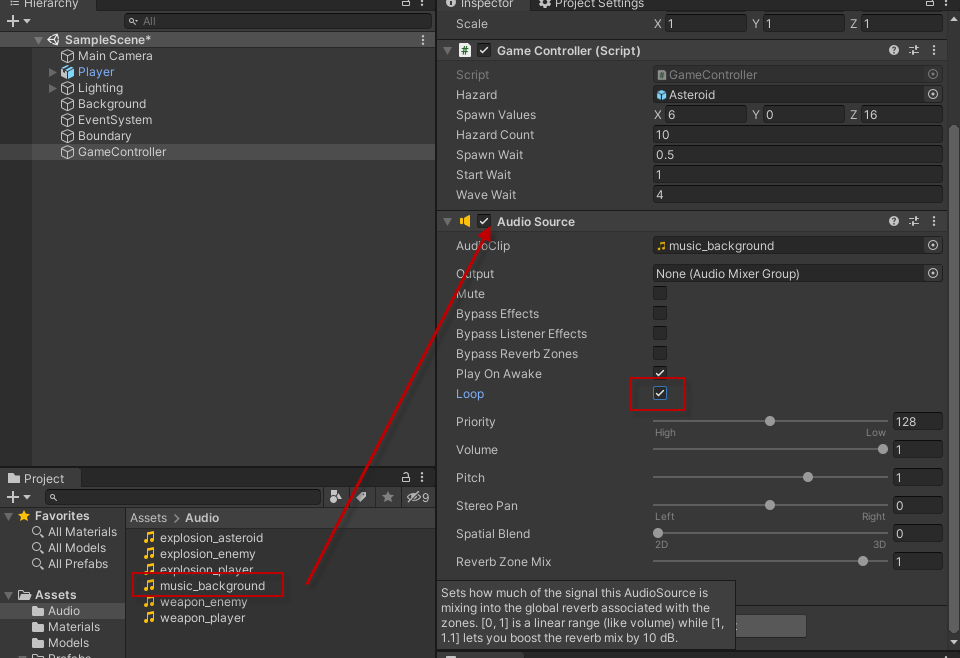 Hierarchy
All
SampleScene*
Main Camera
Player
Lighting
Background
EventSystem
Boundary
GameController
Project
9
Favorites
All Materials
All Models
All Prefabs
Assets
Audio
Materials
Models
Prefabs
Assets > Audio
explosion_asteroid
explosion_enemy
explosion_player
music_background
weapon_enemy
weapon_player
Inspector
Project Settings
Scale X 1 Y 1 Z 1
# Game Controller (Script)
Script GameController
Hazard Asteroid
Spawn Values X 6 Y 0 Z 16
Hazard Count 10
Spawn Wait 0.5
Start Wait 1
Wave Wait 4
Audio Source
AudioClip music_background
Output None (Audio Mixer Group)
Mute
Bypass Effects
Bypass Listener Effects
Bypass Reverb Zones
Play On Awake
Loop
Priority 128
High Low
Volume 1
Pitch 1
Stereo Pan 0
Left Right
Spatial Blend 0
2D 3D
Reverb Zone Mix 1
Sets how much of the signal this AudioSource is
mixing into the global reverb associated with the
zones. [0, 1] is a linear range (like volume) while [1,
1.1] lets you boost the reverb mix by 10 dB.